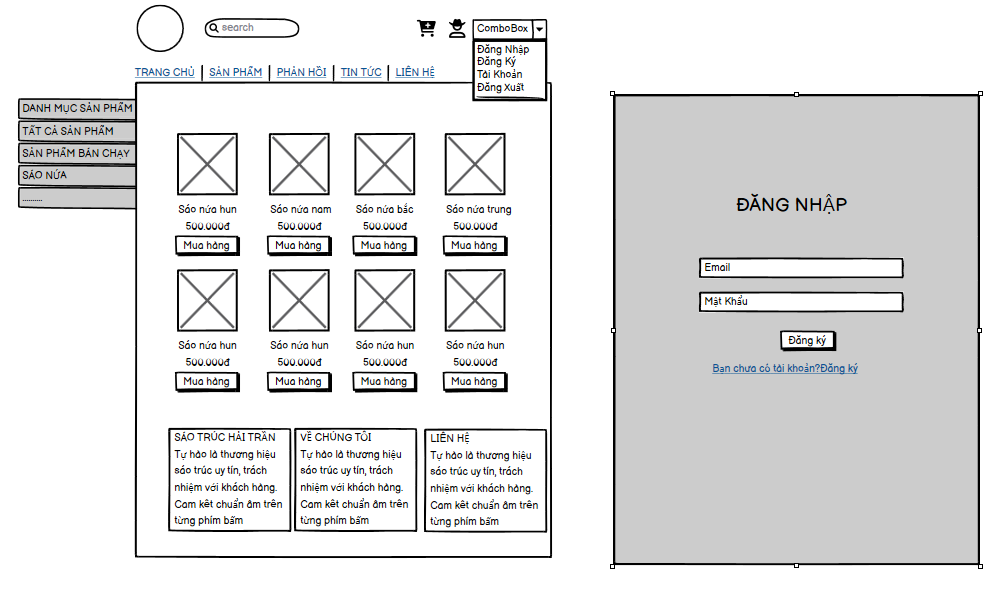 search
ComboBox
Đăng Nhập
Đăng Ký
Tài Khoản
Đăng Xuất
TRANG CHỦ SẢN PHẨM PHẢN HỒI TIN TỨC LIÊN HỆ
DANH MỤC SẢN PHẨM
TẤT CẢ SẢN PHẨM
SẢN PHẨM BÁN CHẠY
SÁO NỨA
.........
Sáo nứa hun Sáo nứa nam Sáo nứa bắc Sáo nứa trung
500.000đ 500.000đ 500.000đ 500.000đ
Mua hàng Mua hàng Mua hàng Mua hàng
Sáo nứa hun Sáo nứa hun Sáo nứa hun Sáo nứa hun
500.000đ 500.000đ 500.000đ 500.000đ
Mua hàng Mua hàng Mua hàng Mua hàng
SÁO TRÚC HẢI TRẦN
Tự hào là thương hiệu
sáo trúc uy tín, trách
nhiệm với khách hàng.
Cam kêt chuẩn âm trên
từng phím bấm
VỀ CHÚNG TÔI
Tự hào là thương hiệu
sáo trúc uy tín, trách
nhiệm với khách hàng.
Cam kêt chuẩn âm trên
từng phím bấm
LIÊN HỆ
Tự hào là thương hiệu
sáo trúc uy tín, trách
nhiệm với khách hàng.
Cam kêt chuẩn âm trên
từng phím bấm
ĐĂNG NHẬP
Email
Mật Khẩu
Đăng ký
Bạn chưa có tài khoản?Đăng ký